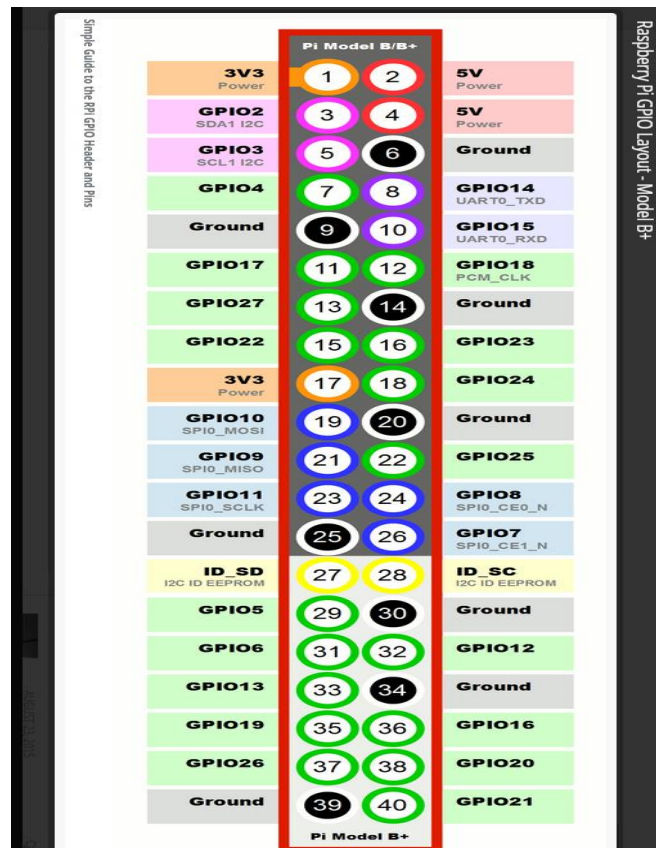 Raspberry Pi GPIO Layout - Model B+
Simple Guide to the RPi GPIO Header and Pins
Pi Model B/B+
3V3 1 2 5V
Power Power
GPIO2 3 4 5V
SDA1 I2C Power
GPIO3 5 6 Ground
SCL1 I2C
GPIO4 7 8 GPIO14
UART0_TXD
Ground 9 10 GPIO15
UART0_RXD
GPIO17 11 12 GPIO18
PCM_CLK
GPIO27 13 14 Ground
GPIO22 15 16 GPIO23
3V3 17 18 GPIO24
Power
GPIO10 19 20 Ground
SPI0_MOSI
GPIO9 21 22 GPIO25
SPI0_MISO
GPIO11 23 24 GPIO8
SPI0_SCLK SPI0_CE0_N
Ground 25 26 GPIO7
SPI0_CE1_N
ID_SD 27 28 ID_SC
I2C ID EEPROM I2C ID EEPROM
GPIO5 29 30 Ground
GPIO6 31 32 GPIO12
GPIO13 33 34 Ground
GPIO19 35 36 GPIO16
GPIO26 37 38 GPIO20
Ground 39 40 GPIO21
Pi Model B+